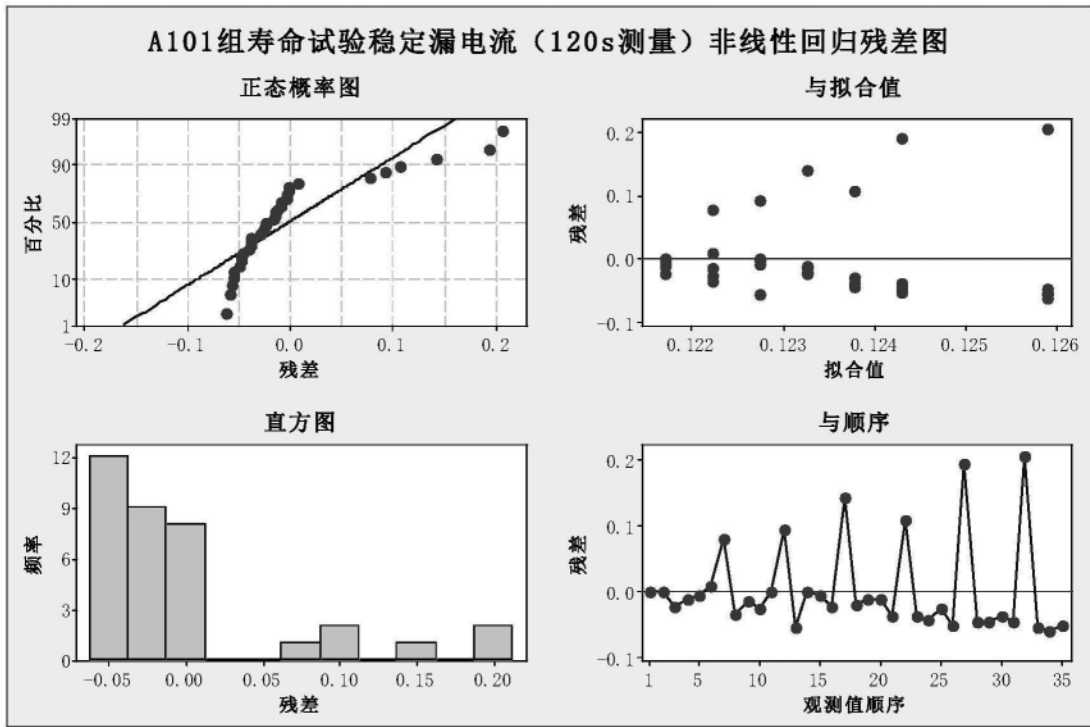 A101组寿命试验稳定漏电流（120s测量）非线性回归残差图
正态概率图
99
90
50
10
1
百分比
-0.2 -0.1 0.0 0.1 0.2
残差
与拟合值
0.2
0.1
0.0
-0.1
残差
0.122 0.123 0.124 0.125 0.126
拟合值
直方图
12
9
6
3
0
频率
-0.05 0.00 0.05 0.10 0.15 0.20
残差
与顺序
0.2
0.1
0.0
-0.1
残差
1 5 10 15 20 25 30 35
观测值顺序